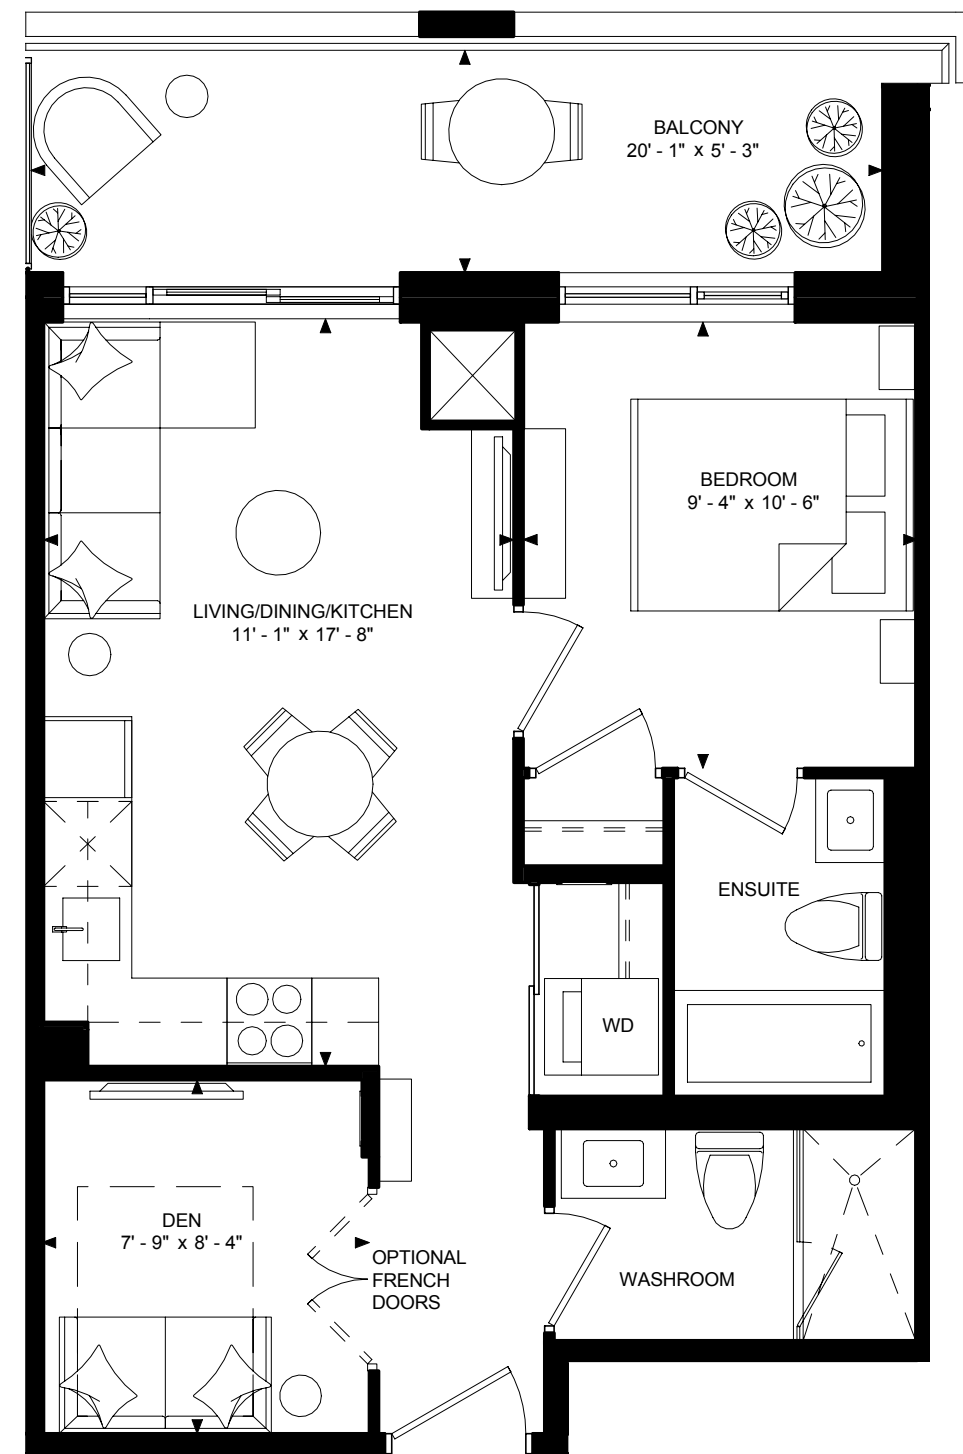 BALCONY
20' - 1" x 5' - 3"
BEDROOM
9' - 4" x 10' - 6"
LIVING/DINING/KITCHEN
11' - 1" x 17' - 8"
ENSUITE
WD
DEN
7' - 9" x 8' - 4"
OPTIONAL
FRENCH
DOORS
WASHROOM